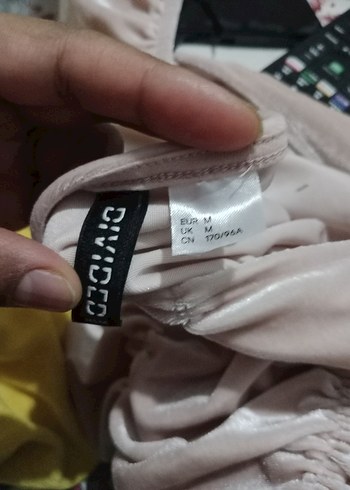 DIVIDED
EUR M
UK M
CN 170/96A